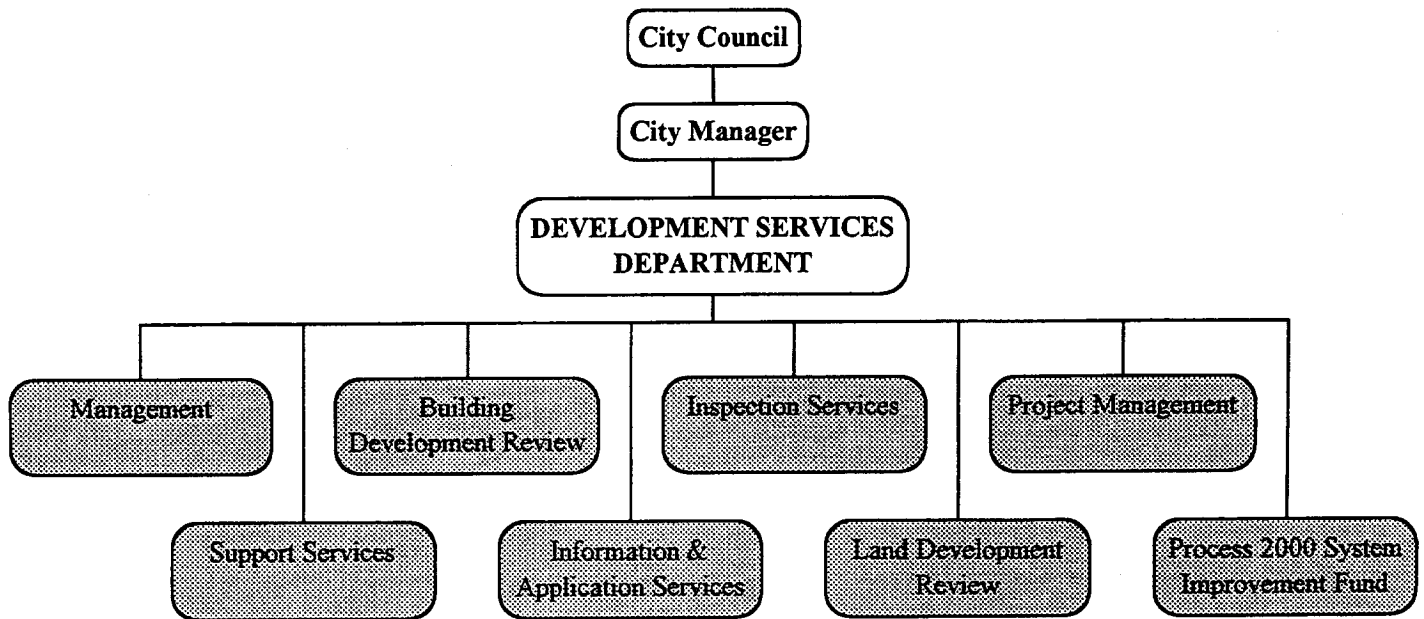 City Council
City Manager
DEVELOPMENT SERVICES
DEPARTMENT
Management
Building
Development Review
Inspection Services
Project Management
Support Services
Information &
Application Services
Land Development
Review
Process 2000 System
Improvement Fund